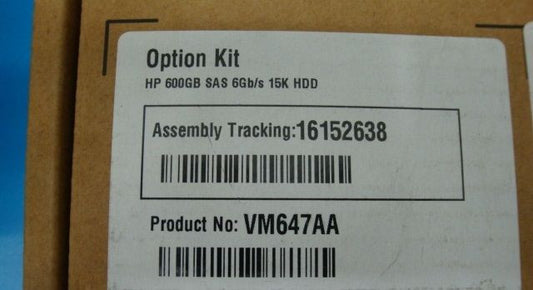 Option Kit
HP 600GB SAS 6Gb/s 15K HDD
Assembly Tracking:16152638
Product No: VM647AA